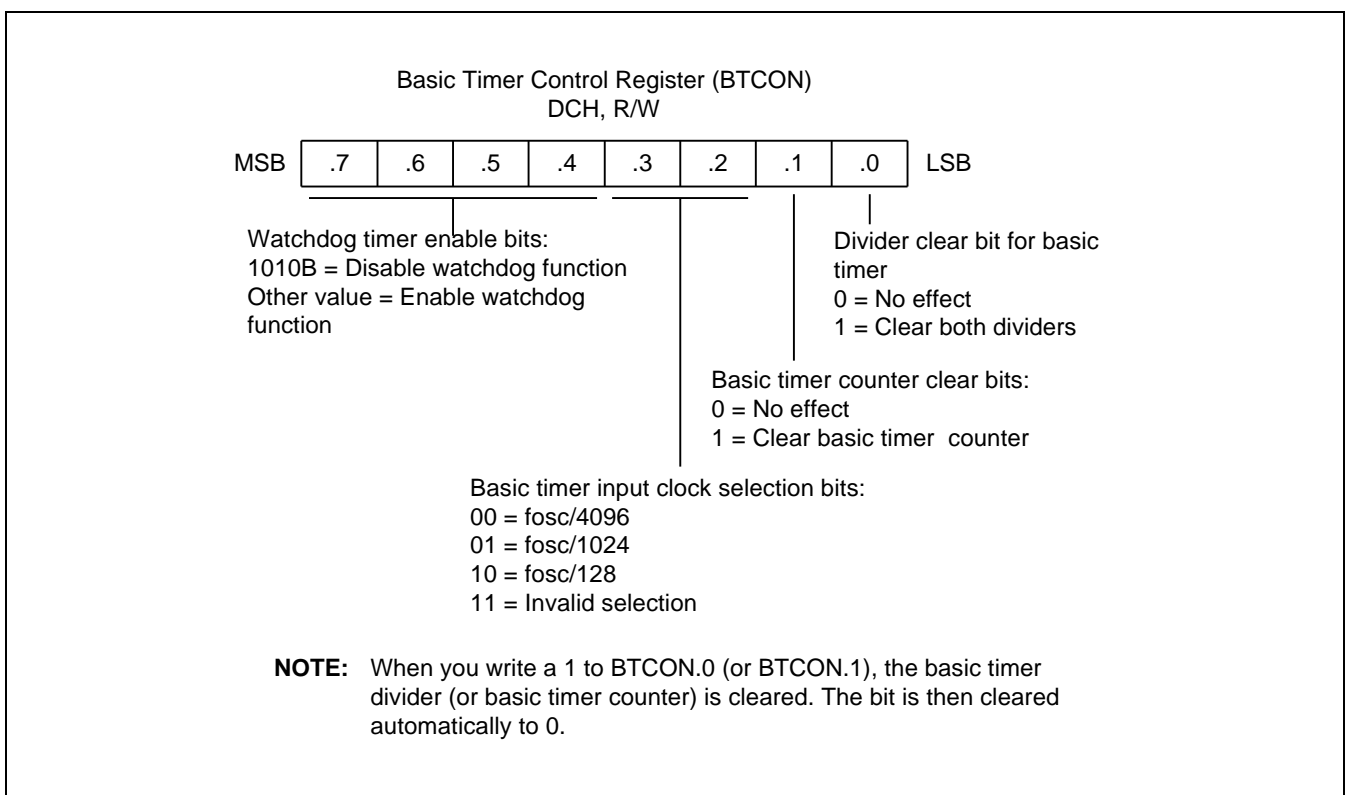 Basic Timer Control Register (BTCON)
DCH, R/W
MSB .7 .6 .5 .4 .3 .2 .1 .0 LSB
Watchdog timer enable bits:
1010B = Disable watchdog function
Other value = Enable watchdog
function
Divider clear bit for basic
timer
0 = No effect
1 = Clear both dividers
Basic timer counter clear bits:
0 = No effect
1 = Clear basic timer counter
Basic timer input clock selection bits:
00 = fosc/4096
01 = fosc/1024
10 = fosc/128
11 = Invalid selection
NOTE: When you write a 1 to BTCON.0 (or BTCON.1), the basic timer
divider (or basic timer counter) is cleared. The bit is then cleared
automatically to 0.